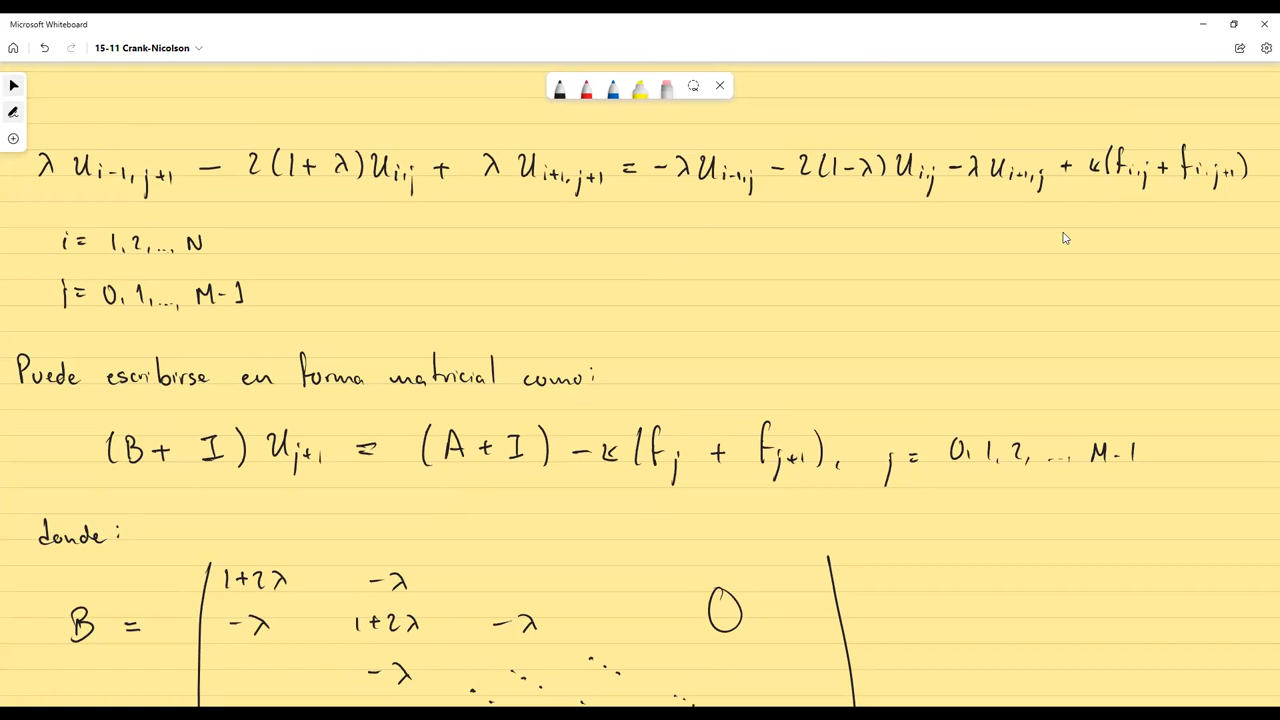 Microsoft Whiteboard
15-11 Crank-Nicolson
λ u_{i-1,j+1} - 2(1+λ)u_{i,j} + λ u_{i+1,j+1} = -λu_{i-1,j} - 2(1-λ)u_{i,j} - λu_{i+1,j} + k(f_{i,j} + f_{i,j+1})
i = 1,2,..., N
j = 0,1,..., M-1
Puede escribirse en forma matricial como:
(B + I) u_{j+1} = (A + I) - k(f_j + f_{j+1}), j = 0,1,2,... M-1
donde:
1+2λ -λ
B = -λ 1+2λ -λ 0
-λ ⋱ ⋱